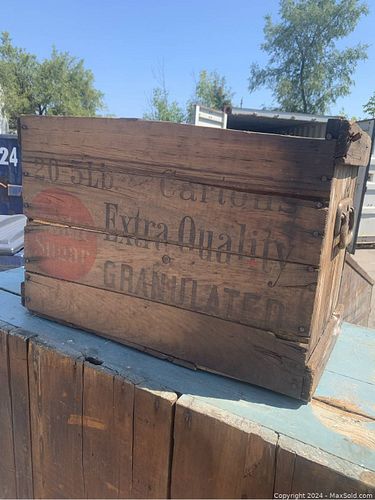 24
20 5Lb Cartons
Extra Quality
Sugar
GRANULATED
Copyright © 2024 - MaxSold.com